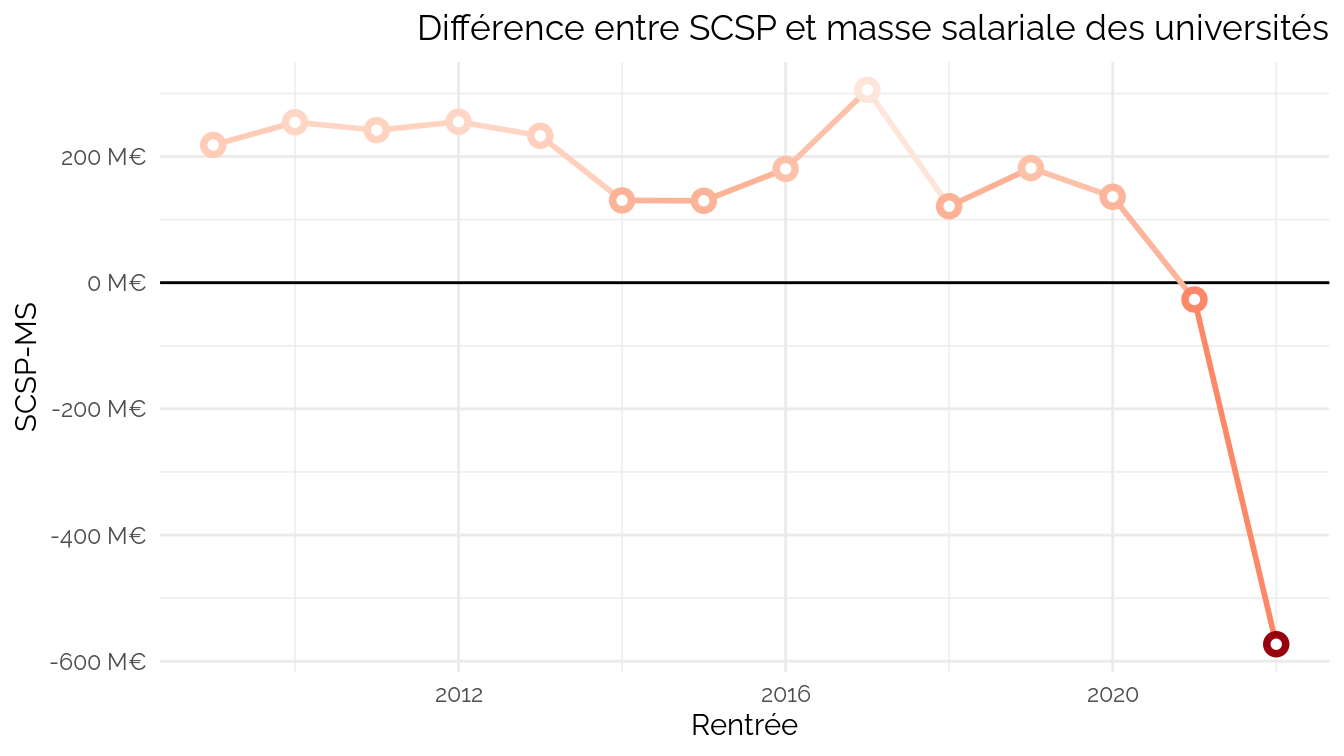 Différence entre SCSP et masse salariale des universités
200 M€
0 M€
-200 M€
-400 M€
-600 M€
SCSP-MS
2012
2016
2020
Rentrée